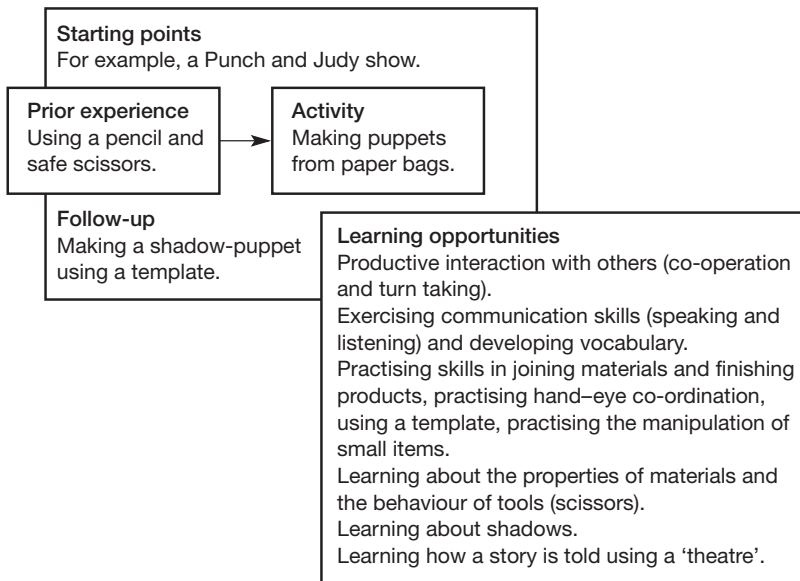 Starting points
For example, a Punch and Judy show.
Prior experience
Using a pencil and
safe scissors.
Activity
Making puppets
from paper bags.
Follow-up
Making a shadow-puppet
using a template.
Learning opportunities
Productive interaction with others (co-operation
and turn taking).
Exercising communication skills (speaking and
listening) and developing vocabulary.
Practising skills in joining materials and finishing
products, practising hand–eye co-ordination,
using a template, practising the manipulation of
small items.
Learning about the properties of materials and
the behaviour of tools (scissors).
Learning about shadows.
Learning how a story is told using a ‘theatre’.